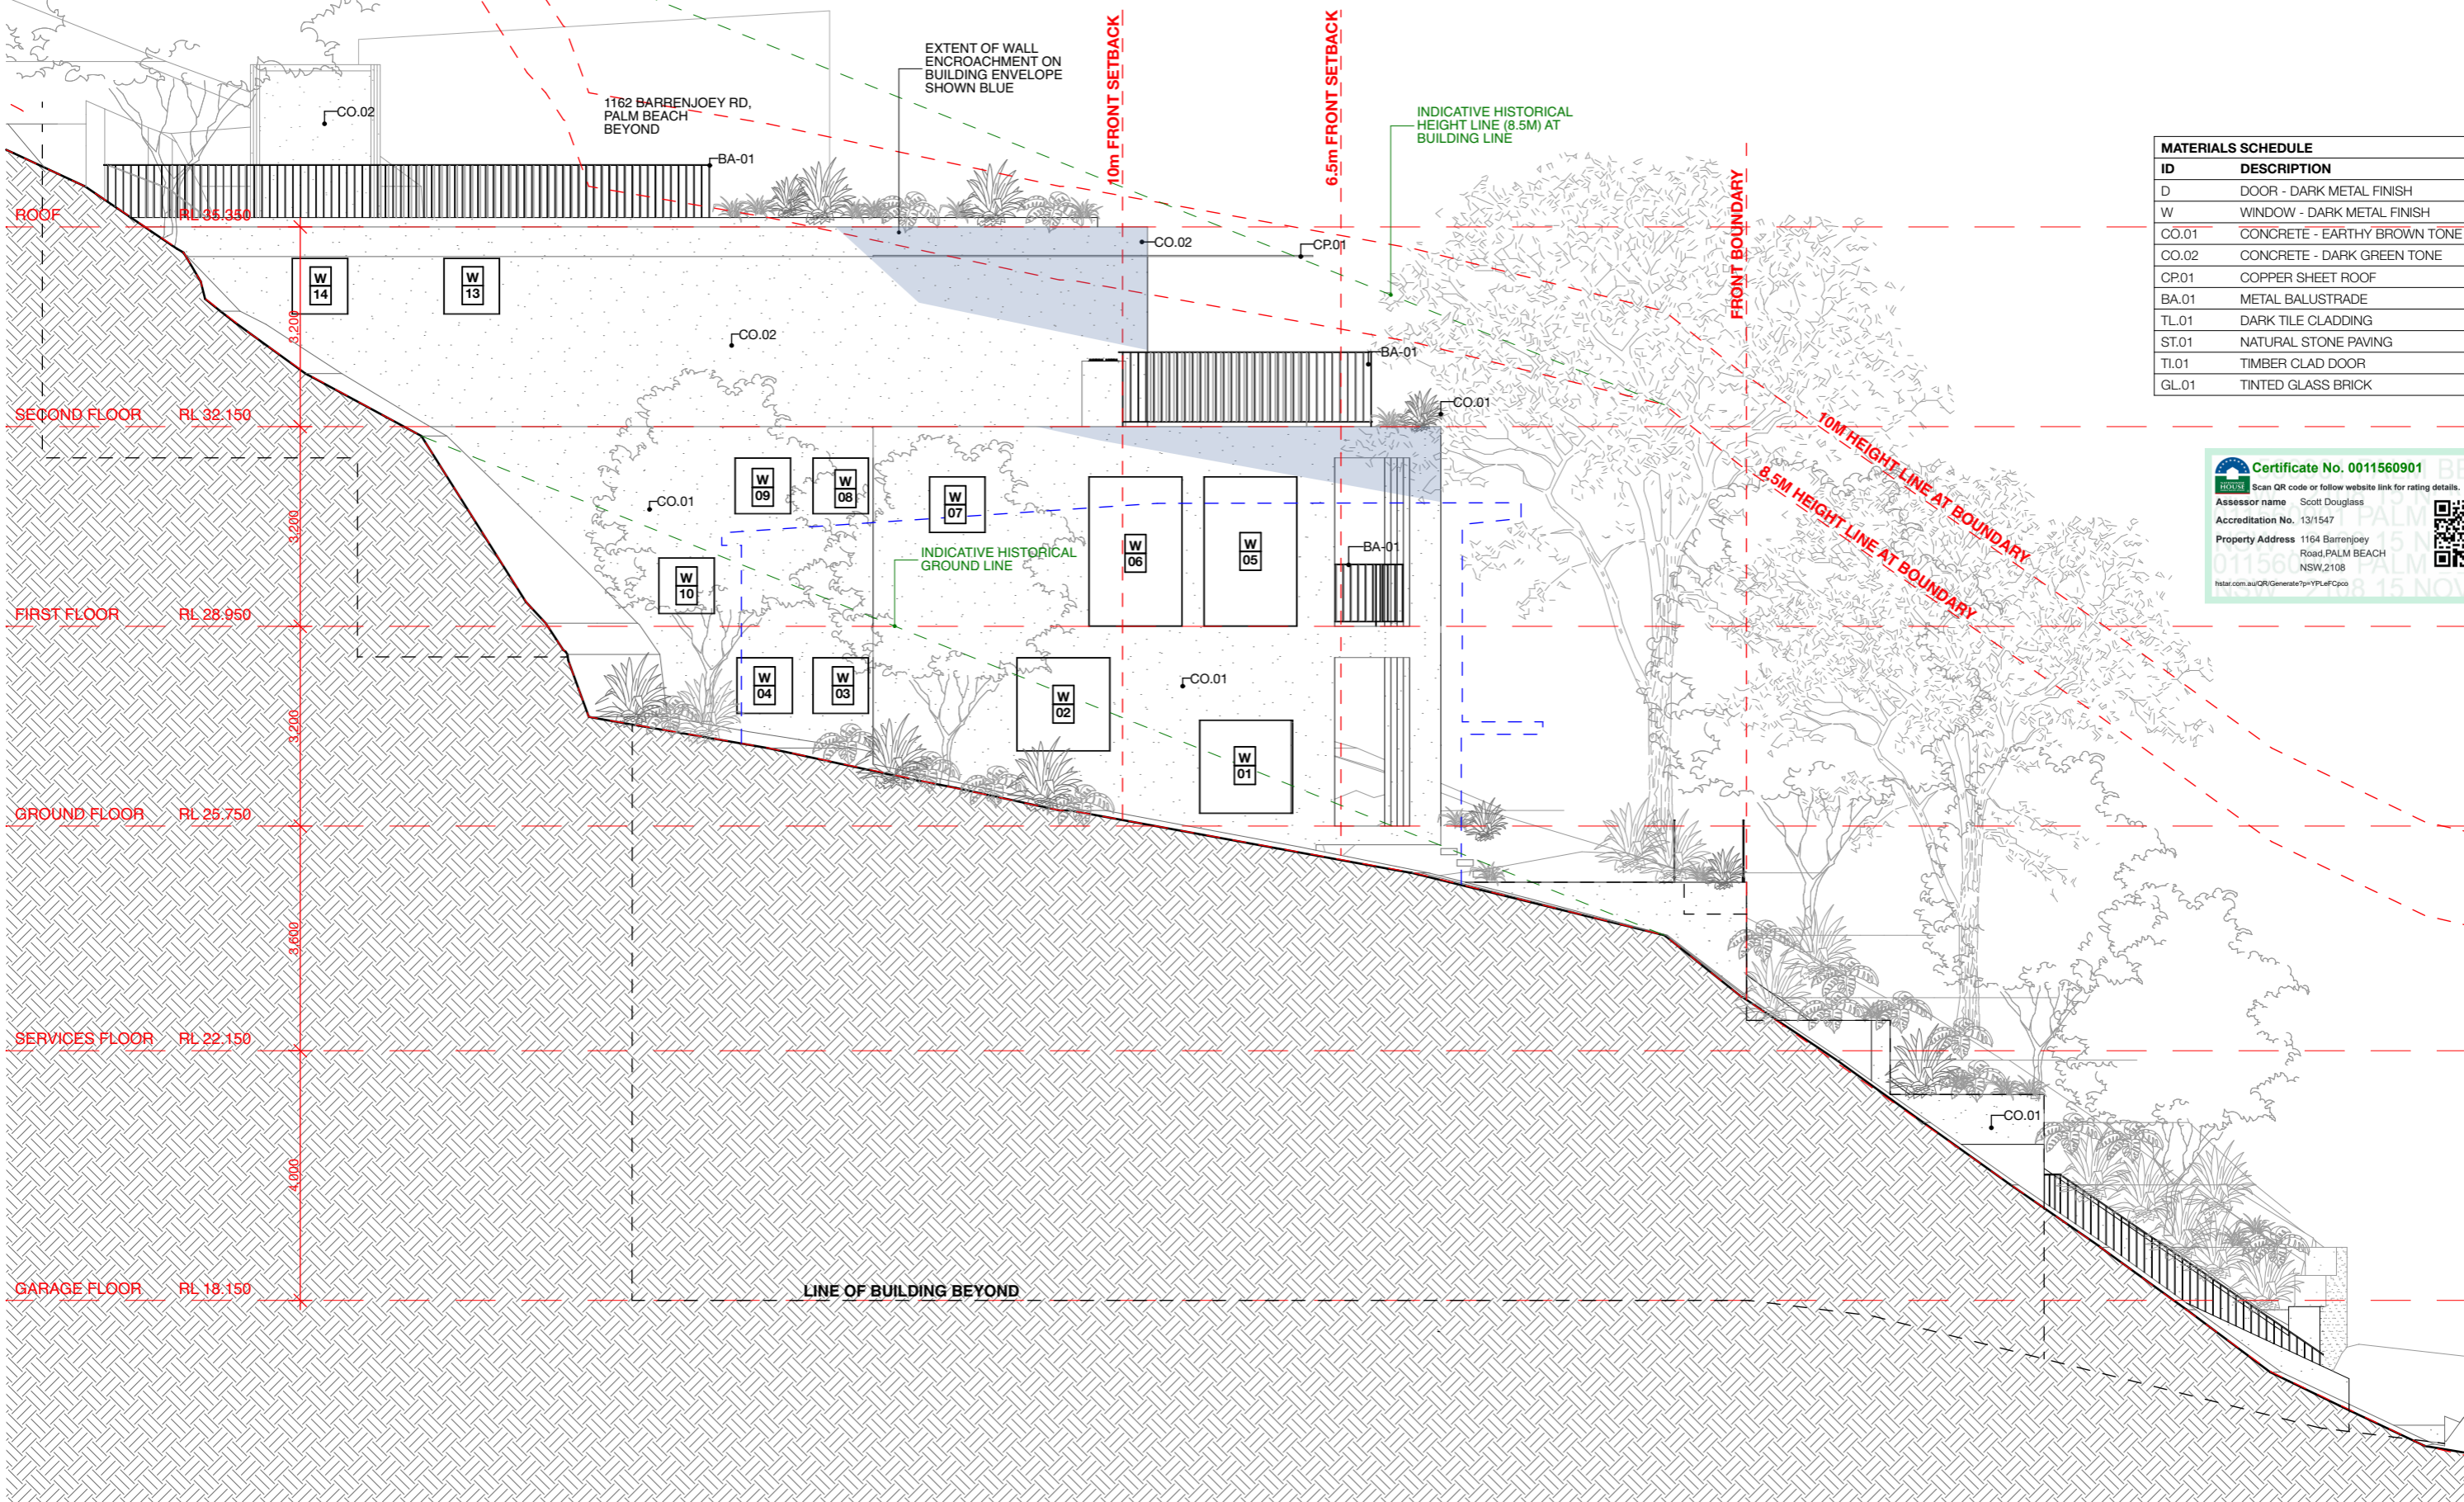 EXTENT OF WALL
ENCROACHMENT ON
BUILDING ENVELOPE
SHOWN BLUE
1162 BARRENJOEY RD,
PALM BEACH
BEYOND
10m FRONT SETBACK
6.5m FRONT SETBACK
INDICATIVE HISTORICAL
HEIGHT LINE (8.5M) AT
BUILDING LINE
FRONT BOUNDARY
CO.02
BA-01
ROOF RL 35.350
CO.02
CP.01
W
14
W
13
3,200
CO.02
BA-01
CO.01
SECOND FLOOR RL 32.150
10M HEIGHT LINE AT BOUNDARY
8.5M HEIGHT LINE AT BOUNDARY
W
09
W
08
W
07
CO.01
3,200
INDICATIVE HISTORICAL
GROUND LINE
W
06
W
05
BA-01
W
10
FIRST FLOOR RL 28.950
W
04
W
03
W
02
CO.01
3,200
W
01
GROUND FLOOR RL 25.750
3,600
SERVICES FLOOR RL 22.150
CO.01
4,000
GARAGE FLOOR RL 18.150
LINE OF BUILDING BEYOND
MATERIALS SCHEDULE
ID DESCRIPTION
D DOOR - DARK METAL FINISH
W WINDOW - DARK METAL FINISH
CO.01 CONCRETE - EARTHY BROWN TONE
CO.02 CONCRETE - DARK GREEN TONE
CP.01 COPPER SHEET ROOF
BA.01 METAL BALUSTRADE
TL.01 DARK TILE CLADDING
ST.01 NATURAL STONE PAVING
TI.01 TIMBER CLAD DOOR
GL.01 TINTED GLASS BRICK
Certificate No. 0011560901
HOUSE
Scan QR code or follow website link for rating details.
Assessor name Scott Douglass
Accreditation No. 13/1547
Property Address 1164 Barrenjoey
Road,PALM BEACH
NSW,2108
hstar.com.au/QR/Generate?p=YPLeFCpco